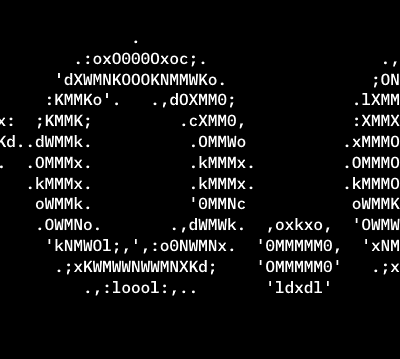 .
.:oxO000Oxoc;. .,
'dXWMNKOOOKNMMWKo. ;ON
:KMMKo'. .,dOXMM0; .lXMM
x: ;KMMK; .cXMM0, :XMMX
Kd..dWMMk. .OMMWo .xMMMO
. .OMMMx. .kMMMx. .OMMMO
.kMMMx. .kMMMx. .kMMMO
oWMMk. '0MMNc oWMMK
.OWMNo. .,dWMWk. ,oxkxo, 'OWMW
'kNMWOl;,',:o0NWMNx. '0MMMMM0, 'xNM
.;xKWMWWNWWMNXKd; 'OMMMMM0' .;x
.,:loool:,.. 'ldxdl'